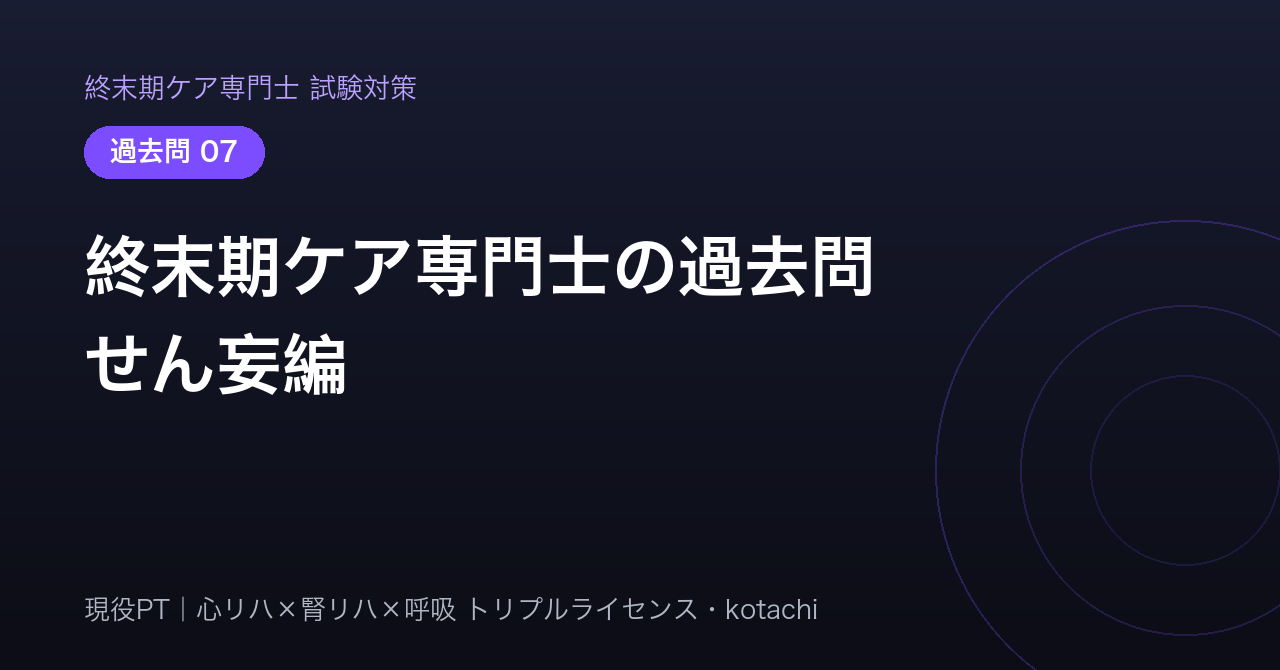 終末期ケア専門士 試験対策
過去問 07
終末期ケア専門士の過去問
せん妄編
現役PT｜心リハ×腎リハ×呼吸 トリプルライセンス・kotachi